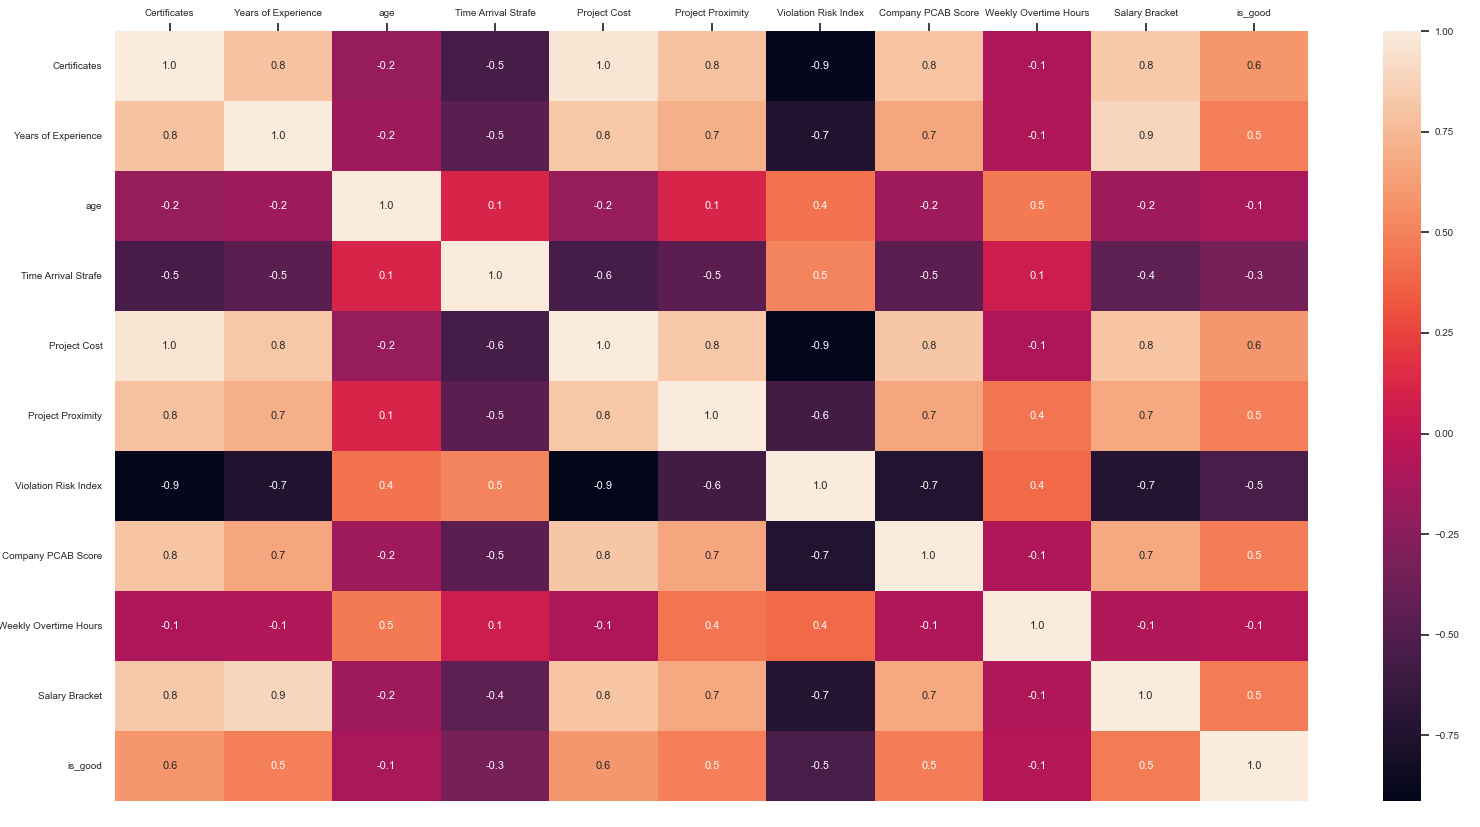 Certificates Years of Experience age Time Arrival Strafe Project Cost Project Proximity Violation Risk Index Company PCAB Score Weekly Overtime Hours Salary Bracket is_good
1.00
Certificates 1.0 0.8 -0.2 -0.5 1.0 0.8 -0.9 0.8 -0.1 0.8 0.6
Years of Experience 0.8 1.0 -0.2 -0.5 0.8 0.7 -0.7 0.7 -0.1 0.9 0.5
0.75
age -0.2 -0.2 1.0 0.1 -0.2 0.1 0.4 -0.2 0.5 -0.2 -0.1
0.50
Time Arrival Strafe -0.5 -0.5 0.1 1.0 -0.6 -0.5 0.5 -0.5 0.1 -0.4 -0.3
0.25
Project Cost 1.0 0.8 -0.2 -0.6 1.0 0.8 -0.9 0.8 -0.1 0.8 0.6
Project Proximity 0.8 0.7 0.1 -0.5 0.8 1.0 -0.6 0.7 0.4 0.7 0.5
0.00
Violation Risk Index -0.9 -0.7 0.4 0.5 -0.9 -0.6 1.0 -0.7 0.4 -0.7 -0.5
−0.25
Company PCAB Score 0.8 0.7 -0.2 -0.5 0.8 0.7 -0.7 1.0 -0.1 0.7 0.5
Weekly Overtime Hours -0.1 -0.1 0.5 0.1 -0.1 0.4 0.4 -0.1 1.0 -0.1 -0.1
−0.50
Salary Bracket 0.8 0.9 -0.2 -0.4 0.8 0.7 -0.7 0.7 -0.1 1.0 0.5
−0.75
is_good 0.6 0.5 -0.1 -0.3 0.6 0.5 -0.5 0.5 -0.1 0.5 1.0